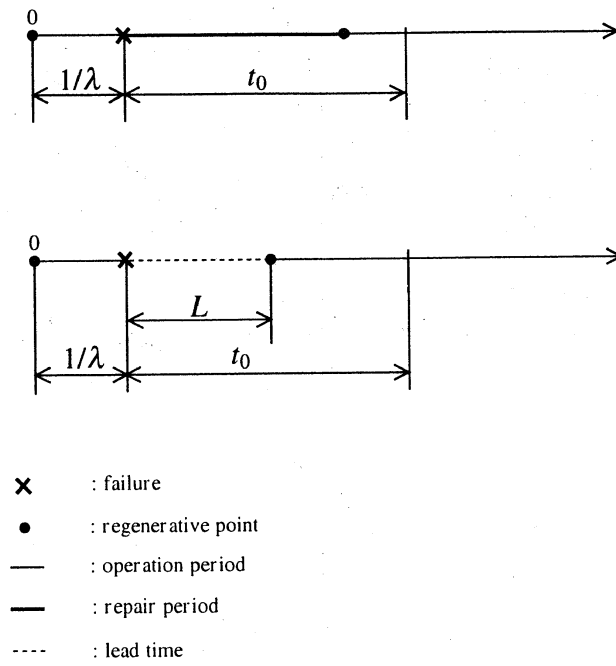 0
1/λ
t₀
0
L
1/λ
t₀
: failure
: regenerative point
: operation period
: repair period
: lead time